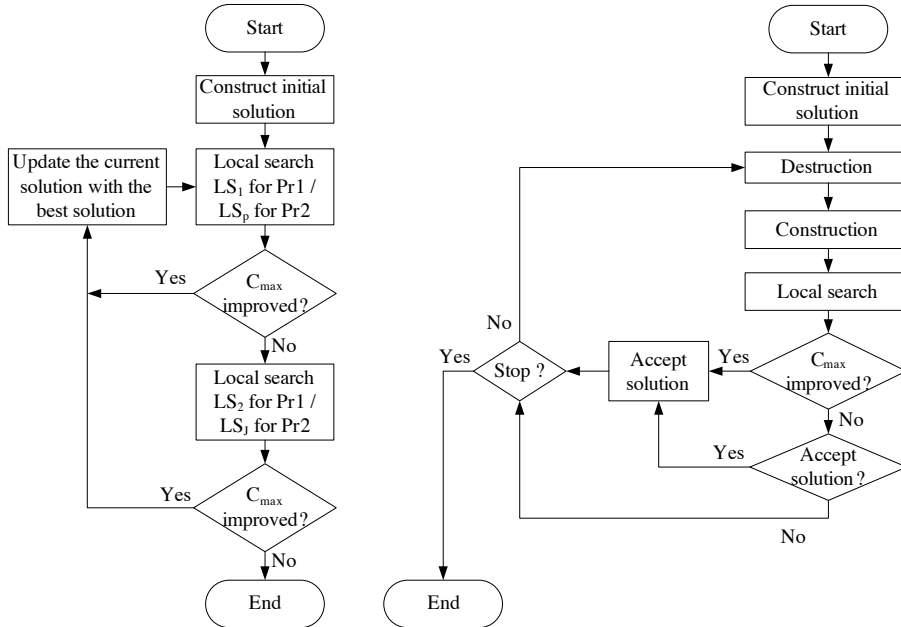 Start
Construct initial
solution
Update the current
solution with the
best solution
Local search
LS₁ for Pr1 /
LSₚ for Pr2
Yes
Cₘₐₓ
improved?
No
Local search
LS₂ for Pr1 /
LS_J for Pr2
Yes
Cₘₐₓ
improved?
No
End
Start
Construct initial
solution
Destruction
Construction
Local search
No
Yes
Stop ?
Accept
solution
Yes
Cₘₐₓ
improved?
No
Yes
Accept
solution ?
No
End